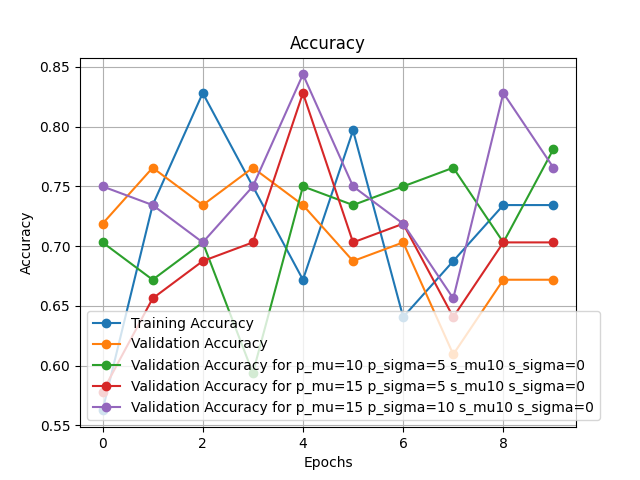 Accuracy
0.85
0.80
0.75
0.70
0.65
0.60
0.55
Accuracy
Training Accuracy
Validation Accuracy
Validation Accuracy for p_mu=10 p_sigma=5 s_mu10 s_sigma=0
Validation Accuracy for p_mu=15 p_sigma=5 s_mu10 s_sigma=0
Validation Accuracy for p_mu=15 p_sigma=10 s_mu10 s_sigma=0
0 2 4 6 8
Epochs